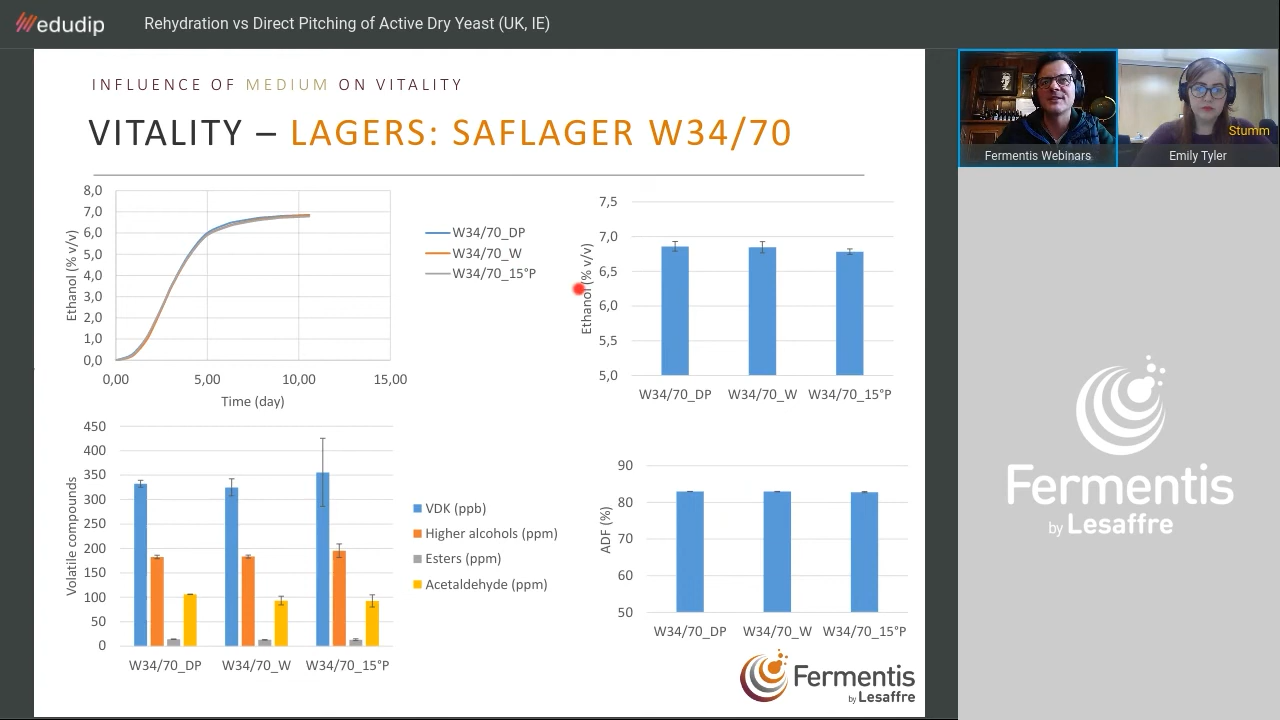 edudip
Rehydration vs Direct Pitching of Active Dry Yeast (UK, IE)
INFLUENCE OF MEDIUM ON VITALITY
VITALITY – LAGERS: SAFLAGER W34/70
8,0
7,0
6,0
5,0
4,0
3,0
2,0
1,0
0,0
Ethanol (% v/v)
0,00 5,00 10,00 15,00
Time (day)
W34/70_DP
W34/70_W
W34/70_15°P
7,5
7,0
6,5
6,0
5,5
5,0
Ethanol (% v/v)
W34/70_DP W34/70_W W34/70_15°P
450
400
350
300
250
200
150
100
50
0
Volatile compounds
W34/70_DP W34/70_W W34/70_15°P
VDK (ppb)
Higher alcohols (ppm)
Esters (ppm)
Acetaldehyde (ppm)
90
80
70
60
50
ADF (%)
W34/70_DP W34/70_W W34/70_15°P
Fermentis
by Lesaffre
Fermentis Webinars
Stumm
Emily Tyler
Fermentis
by Lesaffre